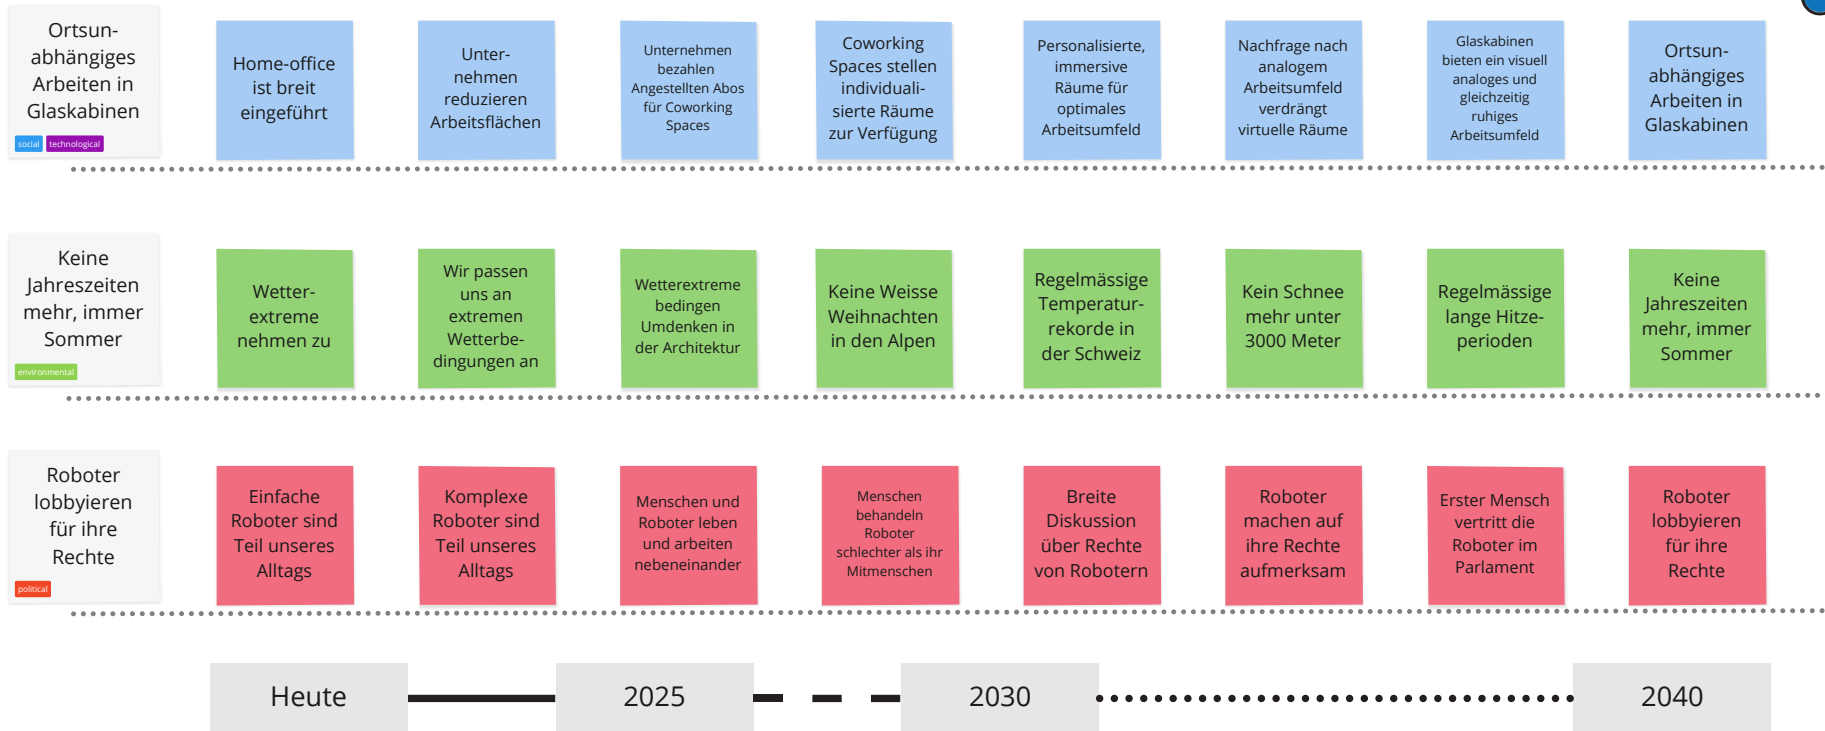 Ortsun-
abhängiges
Arbeiten in
Glaskabinen
social technological
Home-office
ist breit
eingeführt
Unter-
nehmen
reduzieren
Arbeitsflächen
Unternehmen
bezahlen
Angestellten Abos
für Coworking
Spaces
Coworking
Spaces stellen
individuali-
sierte Räume
zur Verfügung
Personalisierte,
immersive
Räume für
optimales
Arbeitsumfeld
Nachfrage nach
analogem
Arbeitsumfeld
verdrängt
virtuelle Räume
Glaskabinen
bieten ein visuell
analoges und
gleichzeitig
ruhiges
Arbeitsumfeld
Ortsun-
abhängiges
Arbeiten in
Glaskabinen
Keine
Jahreszeiten
mehr, immer
Sommer
environmental
Wetter-
extreme
nehmen zu
Wir passen
uns an
extremen
Wetterbe-
dingungen an
Wetterextreme
bedingen
Umdenken in
der Architektur
Keine Weisse
Weihnachten
in den Alpen
Regelmässige
Temperatur-
rekorde in
der Schweiz
Kein Schnee
mehr unter
3000 Meter
Regelmässige
lange Hitze-
perioden
Keine
Jahreszeiten
mehr, immer
Sommer
Roboter
lobbyieren
für ihre
Rechte
political
Einfache
Roboter sind
Teil unseres
Alltags
Komplexe
Roboter sind
Teil unseres
Alltags
Menschen und
Roboter leben
und arbeiten
nebeneinander
Menschen
behandeln
Roboter
schlechter als ihr
Mitmenschen
Breite
Diskussion
über Rechte
von Robotern
Roboter
machen auf
ihre Rechte
aufmerksam
Erster Mensch
vertritt die
Roboter im
Parlament
Roboter
lobbyieren
für ihre
Rechte
Heute
2025
2030
2040